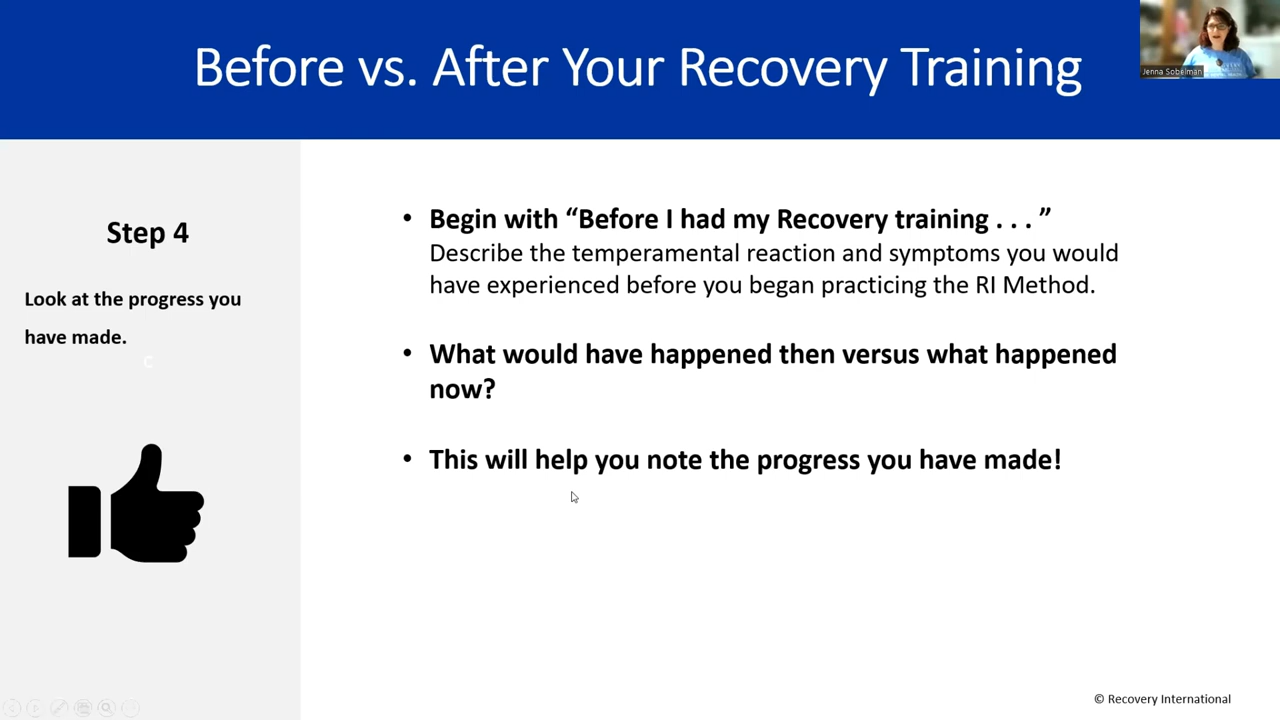 Before vs. After Your Recovery Training
Jenna Sobelman
Step 4
Look at the progress you
have made.
c
• Begin with “Before I had my Recovery training . . . ”
Describe the temperamental reaction and symptoms you would
have experienced before you began practicing the RI Method.
• What would have happened then versus what happened
now?
• This will help you note the progress you have made!
© Recovery International